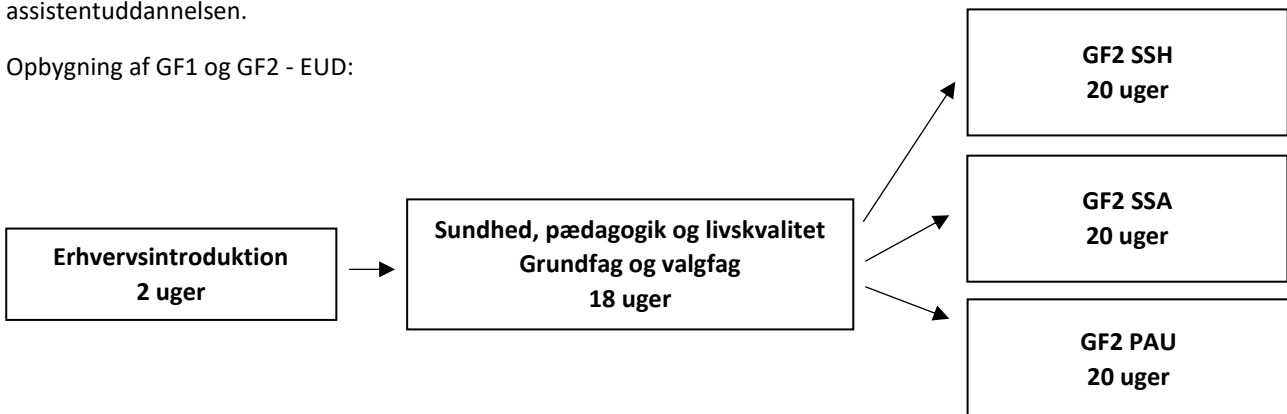 assistentuddannelsen.
Opbygning af GF1 og GF2 - EUD:
Erhvervsintroduktion
2 uger
Sundhed, pædagogik og livskvalitet
Grundfag og valgfag
18 uger
GF2 SSH
20 uger
GF2 SSA
20 uger
GF2 PAU
20 uger